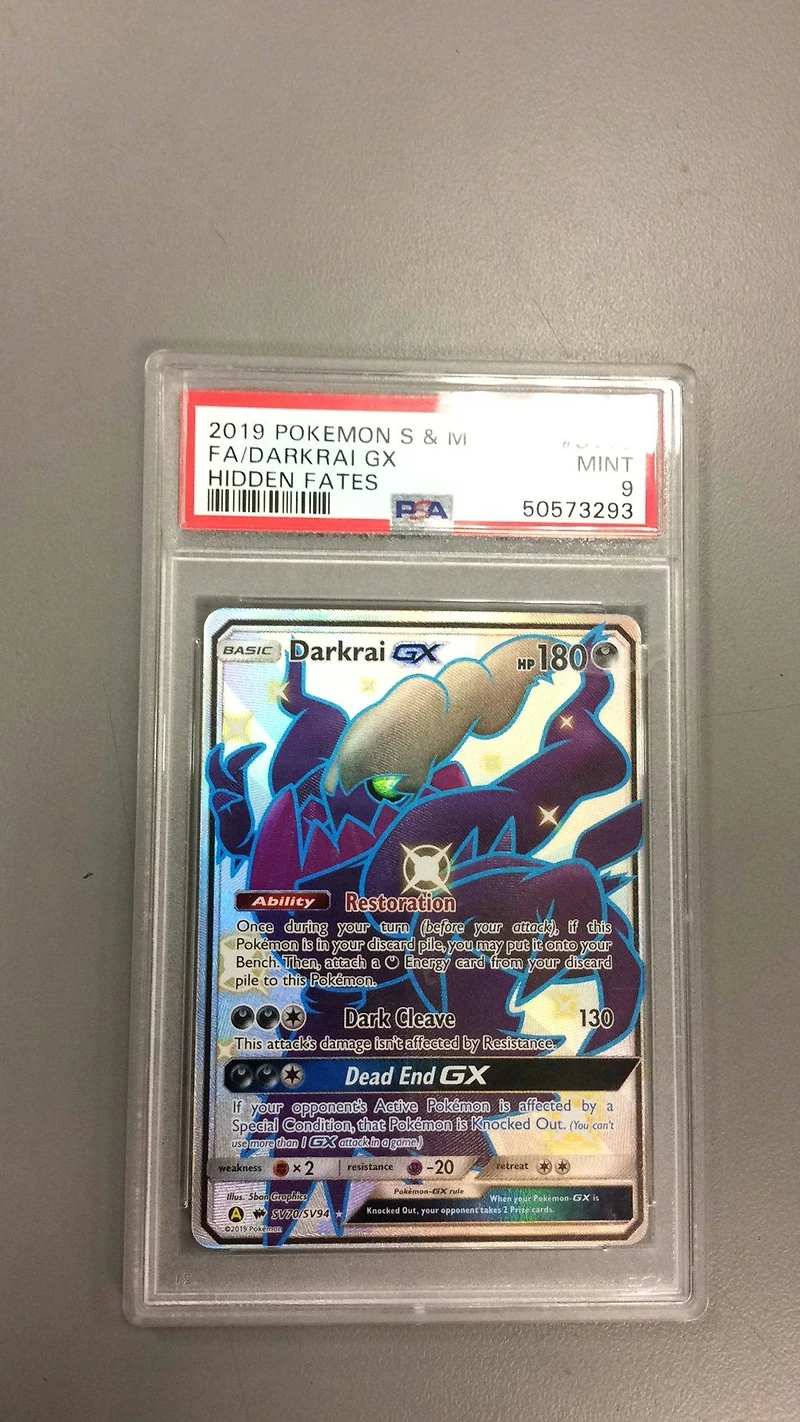 2019 POKEMON S & M
FA/DARKRAI GX MINT
HIDDEN FATES 9
PSA 50573293
BASIC Darkrai GX HP 180
Ability Restoration
Once during your turn (before your attack), if this
Pokémon is in your discard pile, you may put it onto your
Bench. Then, attach a Energy card from your discard
pile to this Pokémon.
Dark Cleave 130
This attack's damage isn't affected by Resistance.
Dead End GX
If your opponent's Active Pokémon is affected by a
Special Condition, that Pokémon is Knocked Out. (You can't
use more than 1 GX attack in a game.)
weakness ×2 resistance -20 retreat
Illus. 5ban Graphics
Pokémon-GX rule
When your Pokémon-GX is
Knocked Out, your opponent takes 2 Prize cards.
A SV70/SV94
©2019 Pokémon